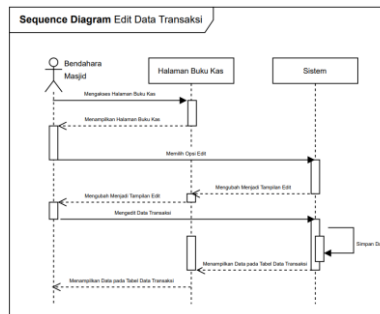 Sequence Diagram Edit Data Transaksi
Bendahara
Masjid
Halaman Buku Kas
Sistem
Mengakses Halaman Buku Kas
Menampilkan Halaman Buku Kas
Memilih Opsi Edit
Mengubah Menjadi Tampilan Edit
Mengubah Menjadi Tampilan Edit
Mengedit Data Transaksi
Simpan Da
Menampilkan Data pada Tabel Data Transaksi
Menampilkan Data pada Tabel Data Transaksi